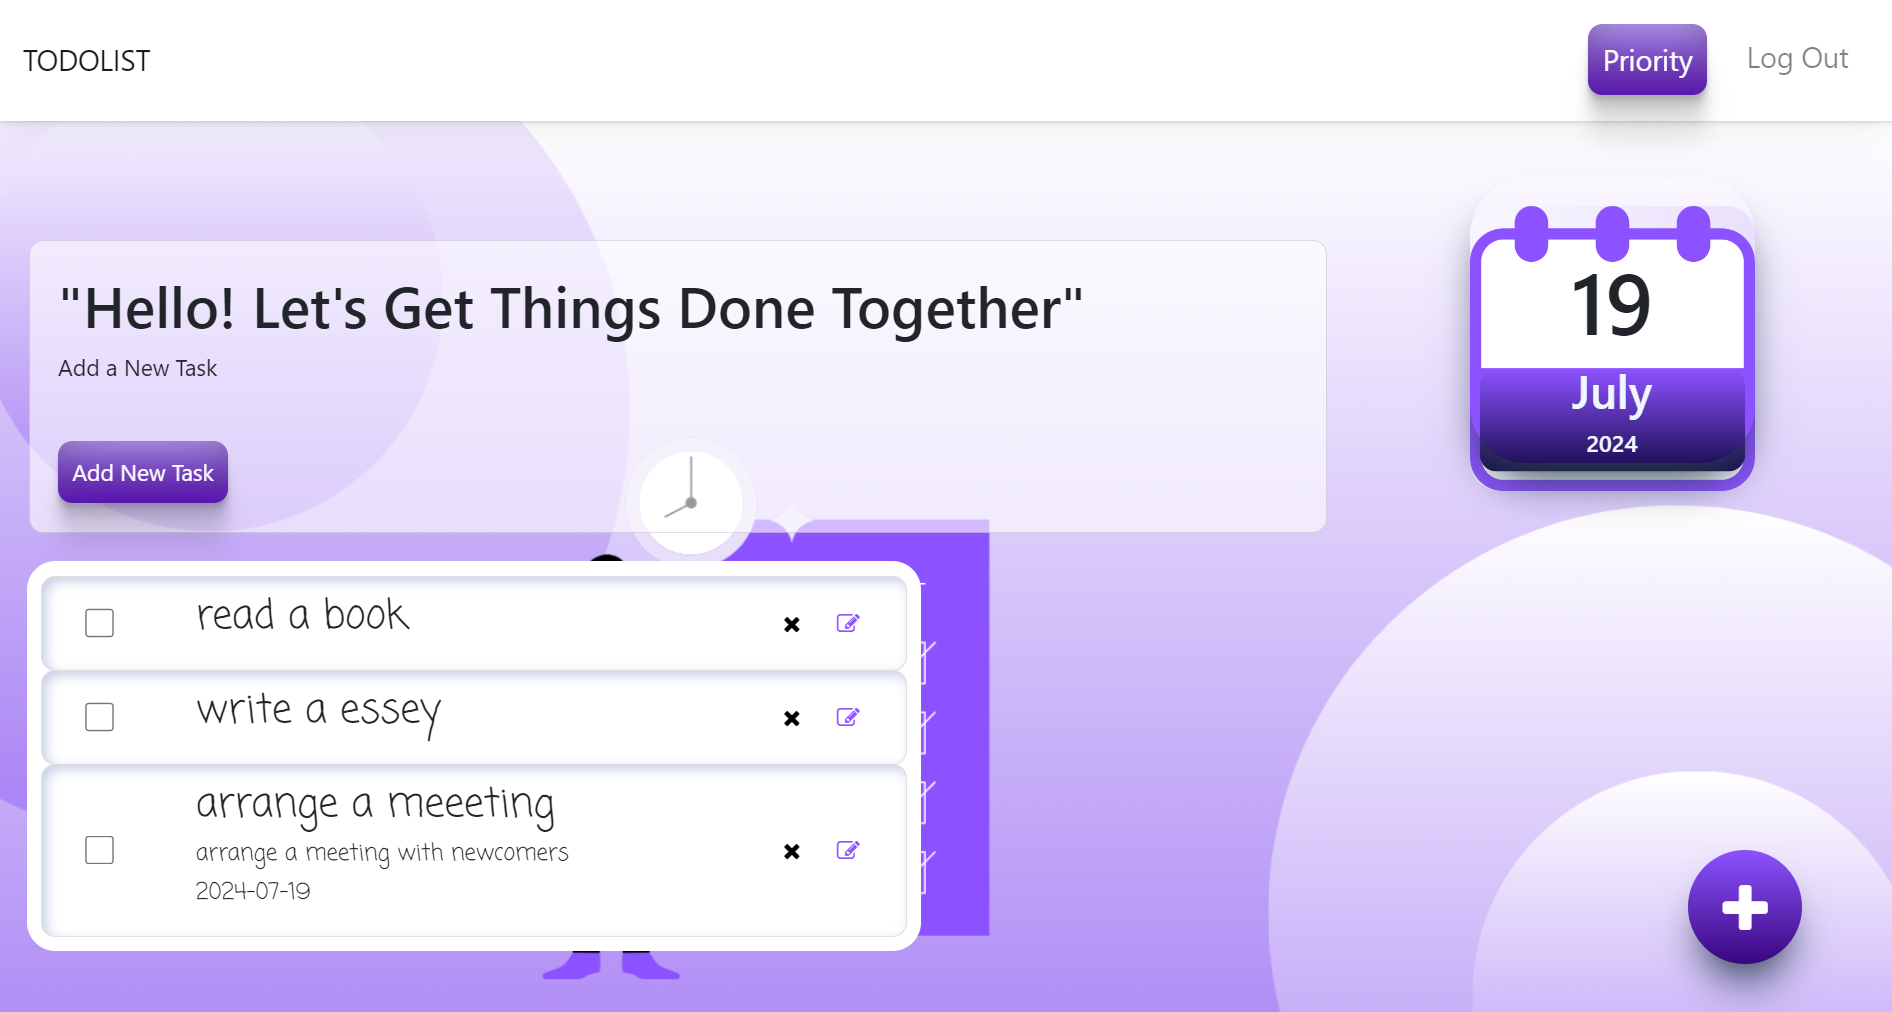 TODOLIST
Priority
Log Out
"Hello! Let's Get Things Done Together"
Add a New Task
Add New Task
19
July
2024
read a book
write a essey
arrange a meeeting
arrange a meeting with newcomers
2024-07-19